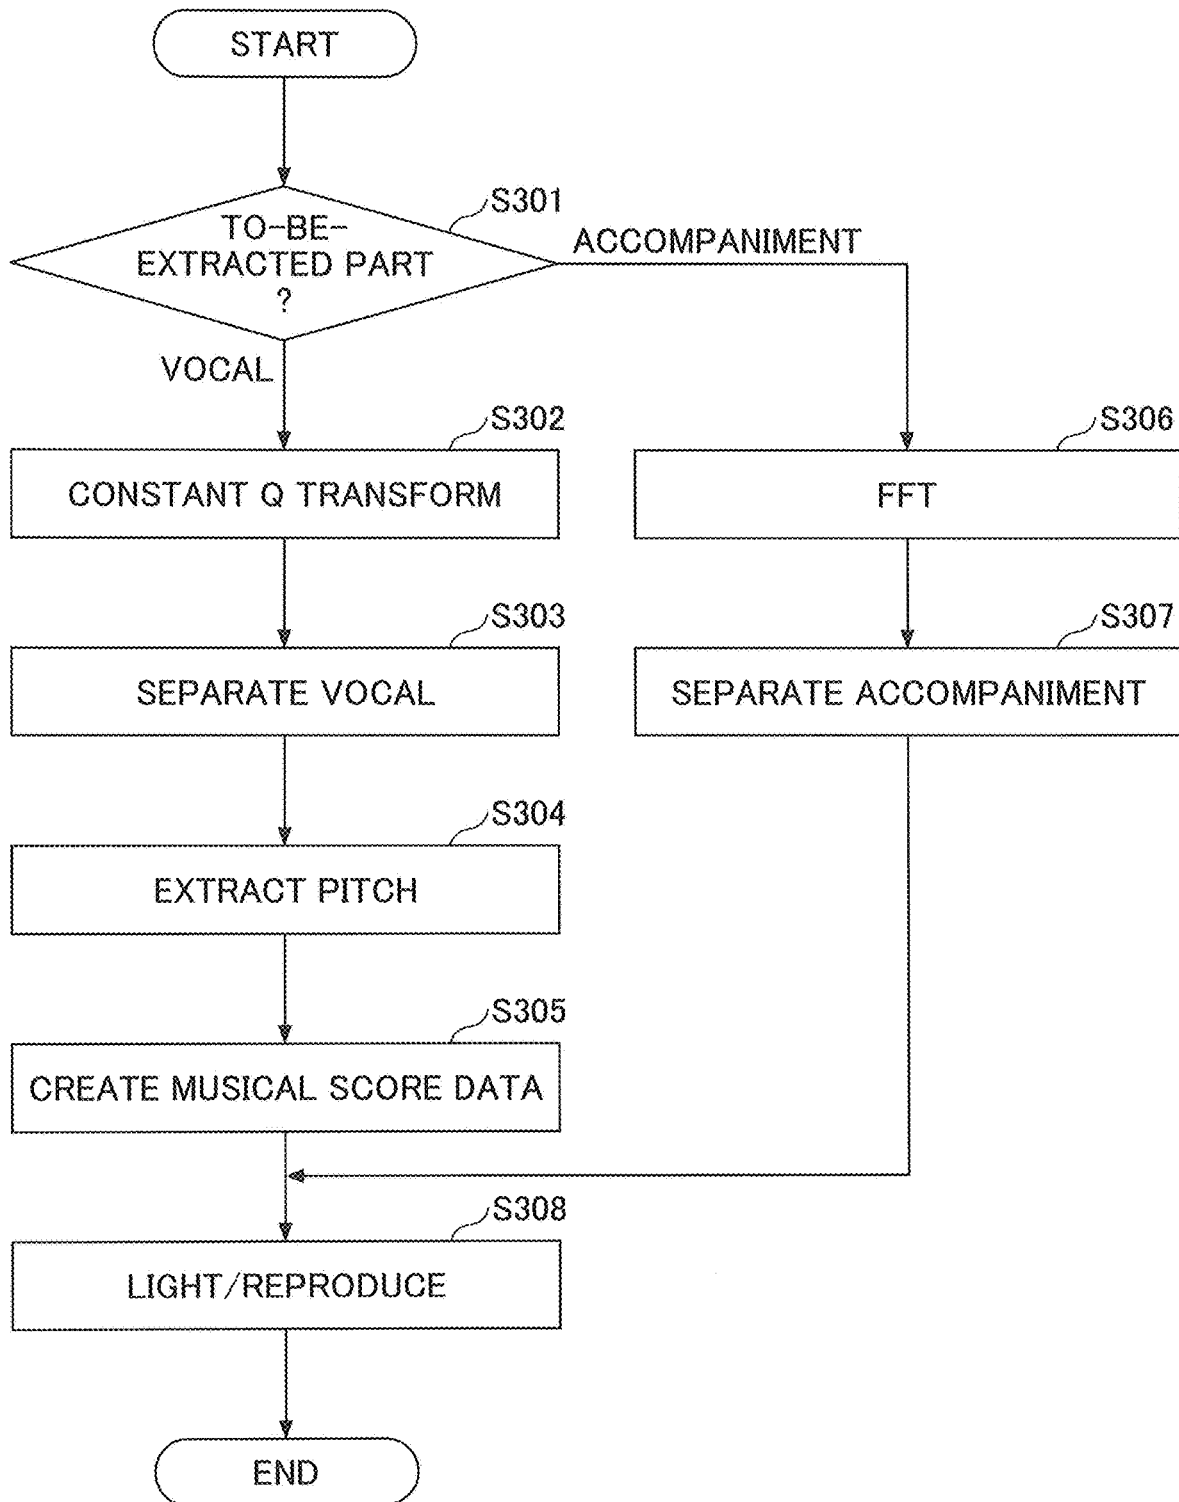 START
S301
TO-BE-
EXTRACTED PART
?
ACCOMPANIMENT
VOCAL
S302
CONSTANT Q TRANSFORM
S306
FFT
S303
SEPARATE VOCAL
S307
SEPARATE ACCOMPANIMENT
S304
EXTRACT PITCH
S305
CREATE MUSICAL SCORE DATA
S308
LIGHT/REPRODUCE
END